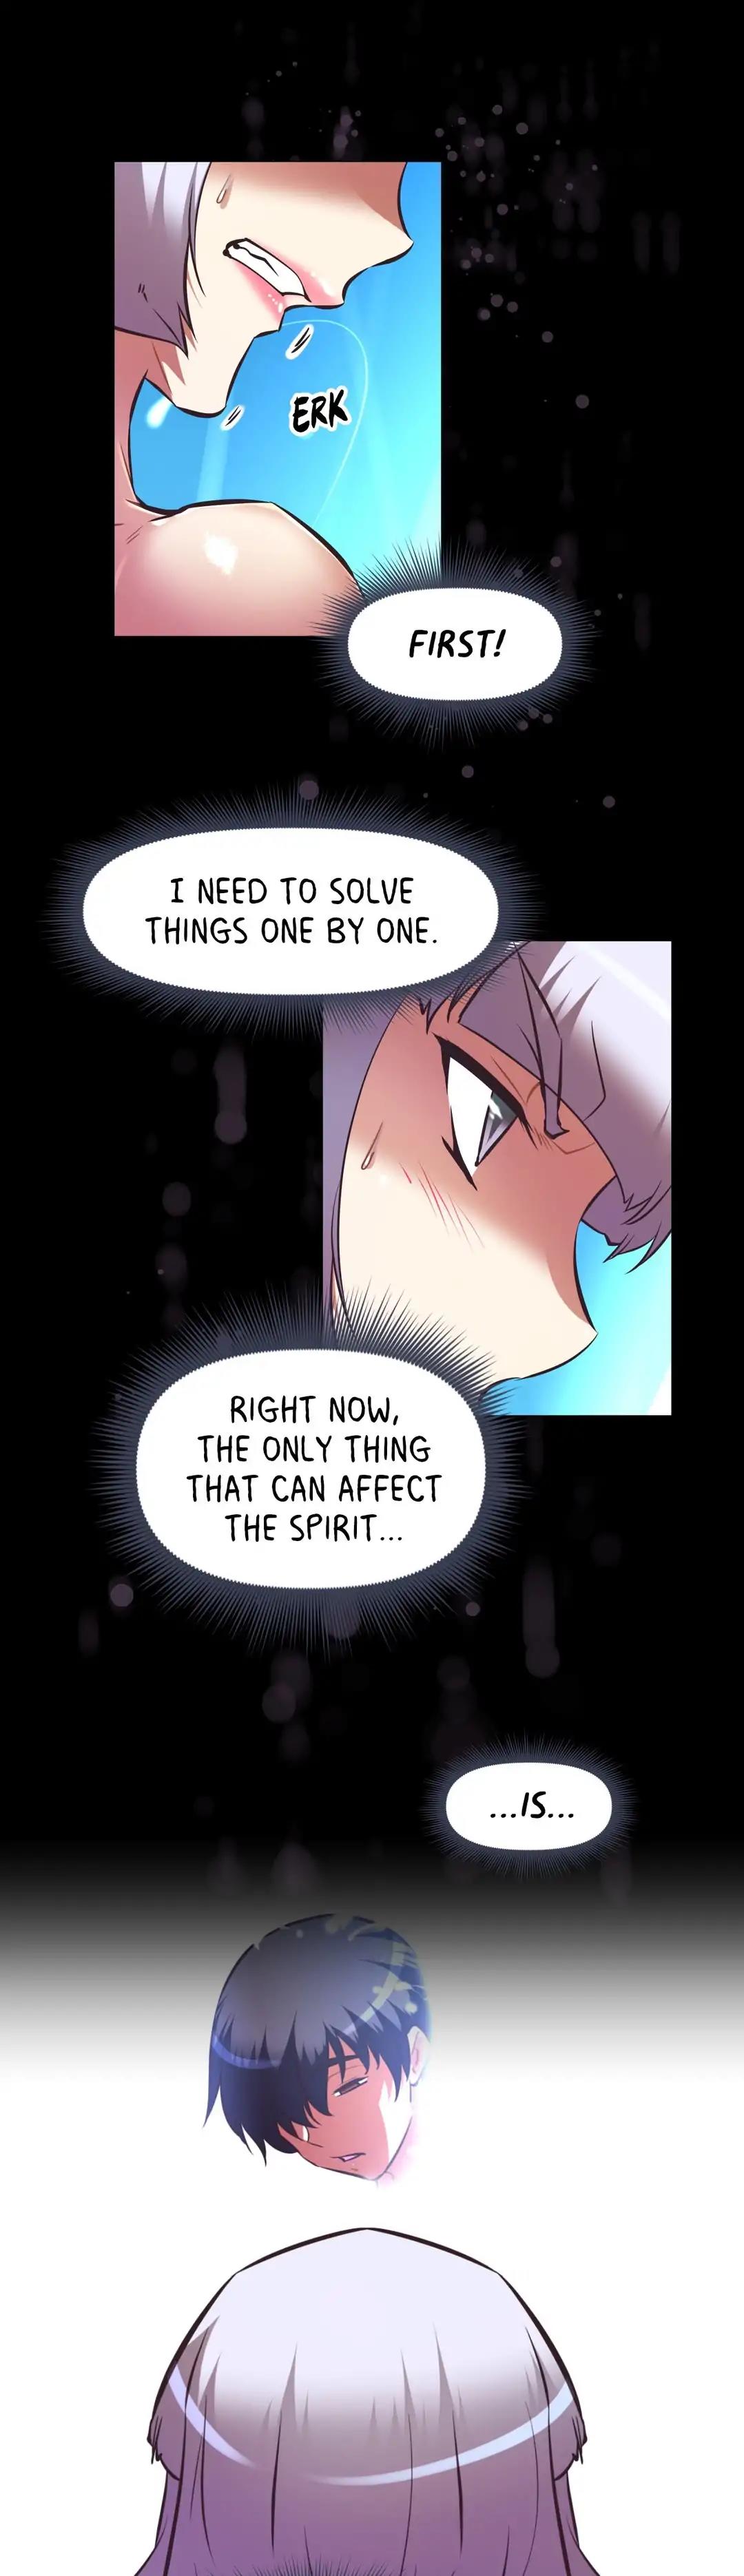 ERK
FIRST!
I NEED TO SOLVE
THINGS ONE BY ONE.
RIGHT NOW,
THE ONLY THING
THAT CAN AFFECT
THE SPIRIT...
...IS...